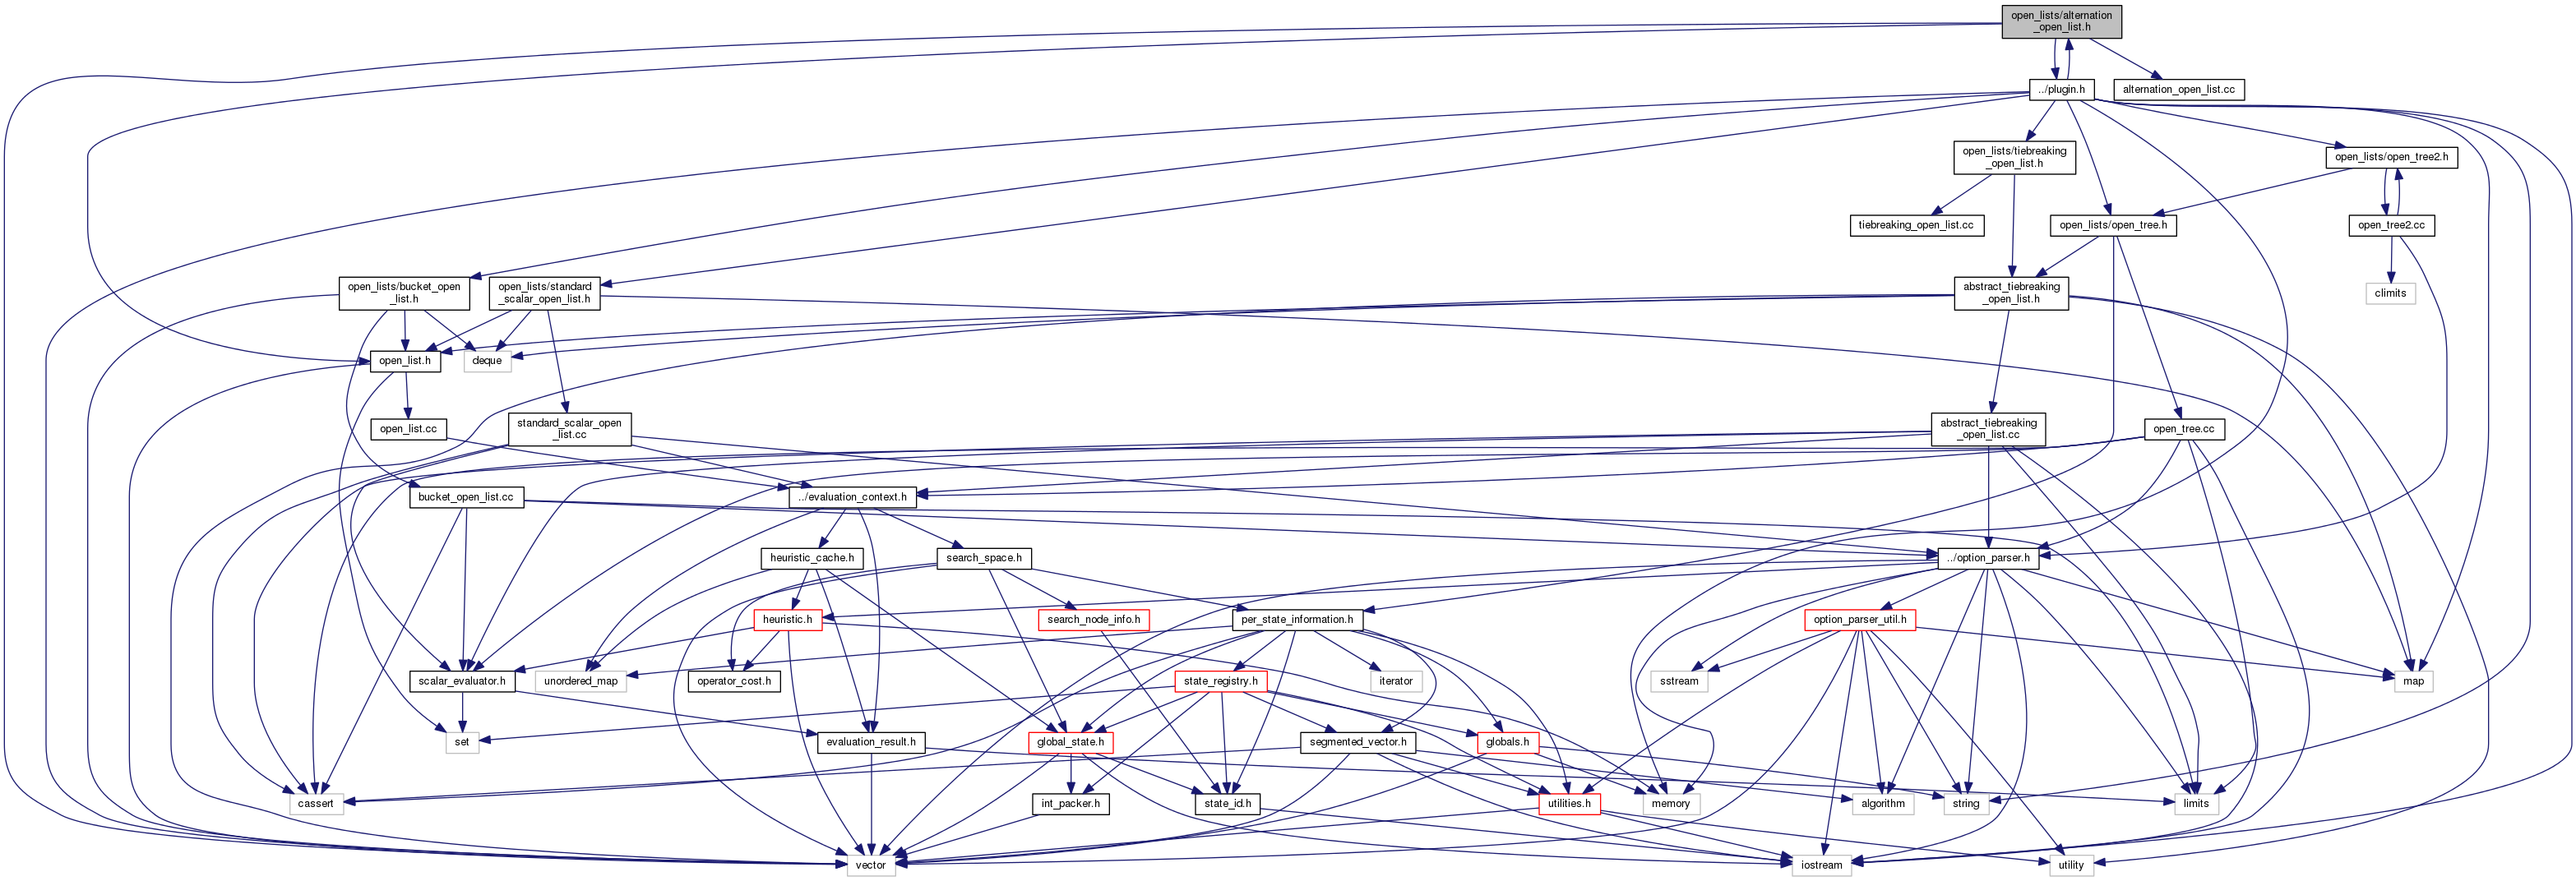 open_lists/alternation
_open_list.h
../plugin.h
alternation_open_list.cc
open_lists/tiebreaking
_open_list.h
open_lists/open_tree2.h
tiebreaking_open_list.cc
open_lists/open_tree.h
open_tree2.cc
open_lists/bucket_open
_list.h
open_lists/standard
_scalar_open_list.h
abstract_tiebreaking
_open_list.h
climits
open_list.h
deque
open_list.cc
standard_scalar_open
_list.cc
abstract_tiebreaking
_open_list.cc
open_tree.cc
bucket_open_list.cc
../evaluation_context.h
heuristic_cache.h
search_space.h
../option_parser.h
heuristic.h
search_node_info.h
per_state_information.h
option_parser_util.h
scalar_evaluator.h
unordered_map
operator_cost.h
state_registry.h
iterator
sstream
map
set
evaluation_result.h
global_state.h
segmented_vector.h
globals.h
cassert
int_packer.h
state_id.h
utilities.h
memory
algorithm
string
limits
vector
iostream
utility